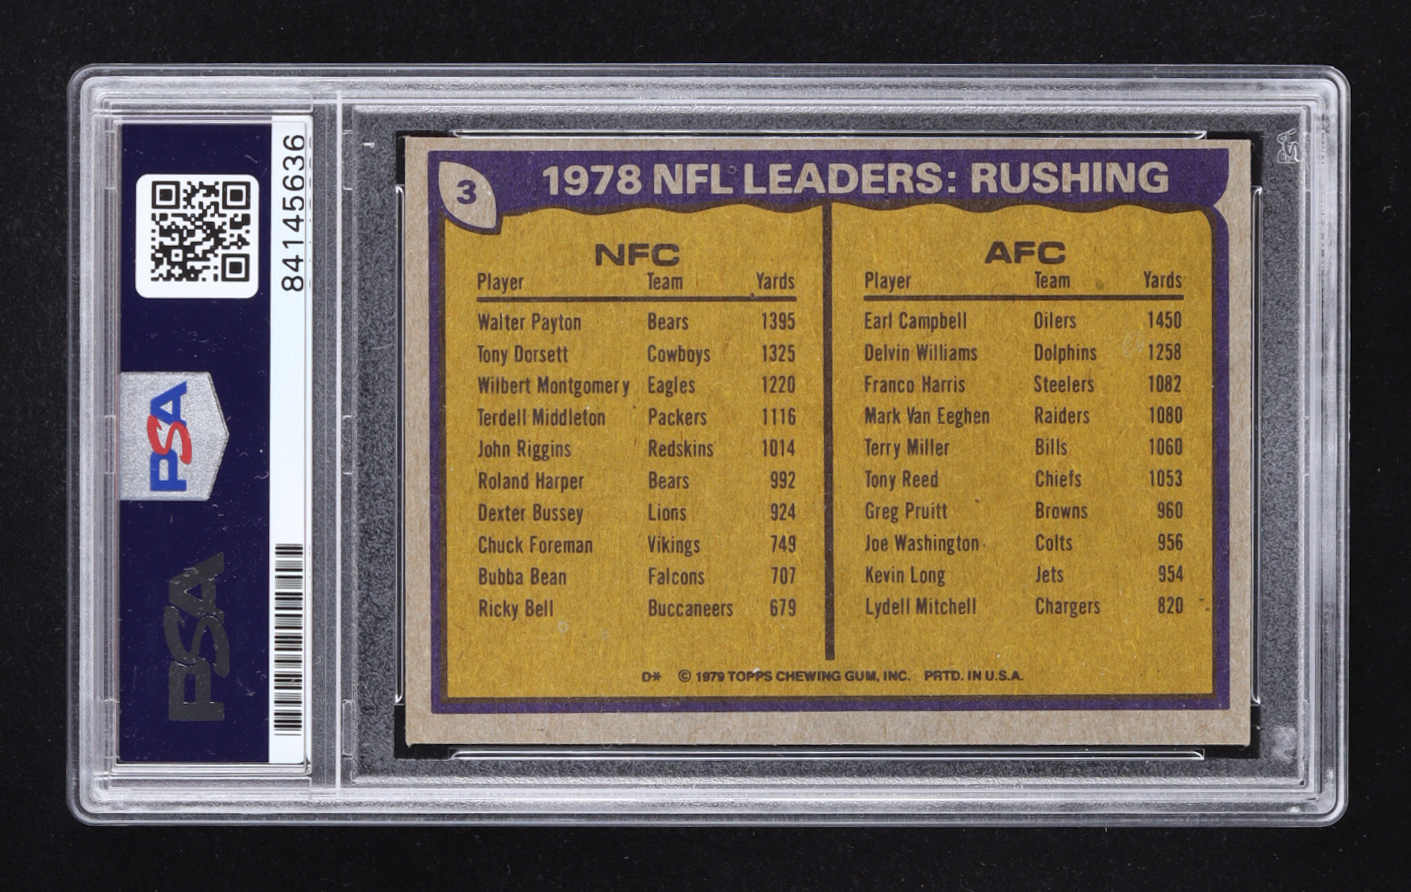 84145636
PSA
PSA
3
1978 NFL LEADERS: RUSHING
NFC
Player Team Yards
Walter Payton Bears 1395
Tony Dorsett Cowboys 1325
Wilbert Montgomery Eagles 1220
Terdell Middleton Packers 1116
John Riggins Redskins 1014
Roland Harper Bears 992
Dexter Bussey Lions 924
Chuck Foreman Vikings 749
Bubba Bean Falcons 707
Ricky Bell Buccaneers 679
AFC
Player Team Yards
Earl Campbell Oilers 1450
Delvin Williams Dolphins 1258
Franco Harris Steelers 1082
Mark Van Eeghen Raiders 1080
Terry Miller Bills 1060
Tony Reed Chiefs 1053
Greg Pruitt Browns 960
Joe Washington Colts 956
Kevin Long Jets 954
Lydell Mitchell Chargers 820
D* © 1979 TOPPS CHEWING GUM, INC. PRTD. IN U.S.A.
PSA